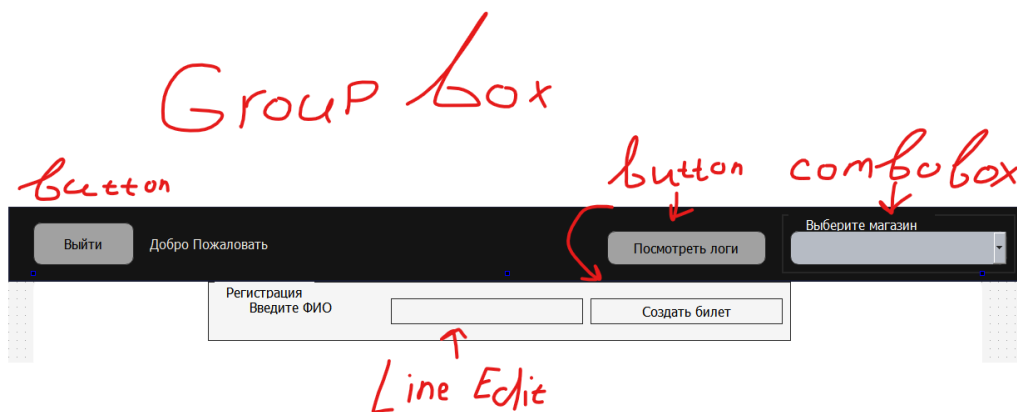 Group box
button
button
combobox
Выйти
Добро Пожаловать
Посмотреть логи
Выберите магазин
Регистрация
Введите ФИО
Создать билет
Line Edit